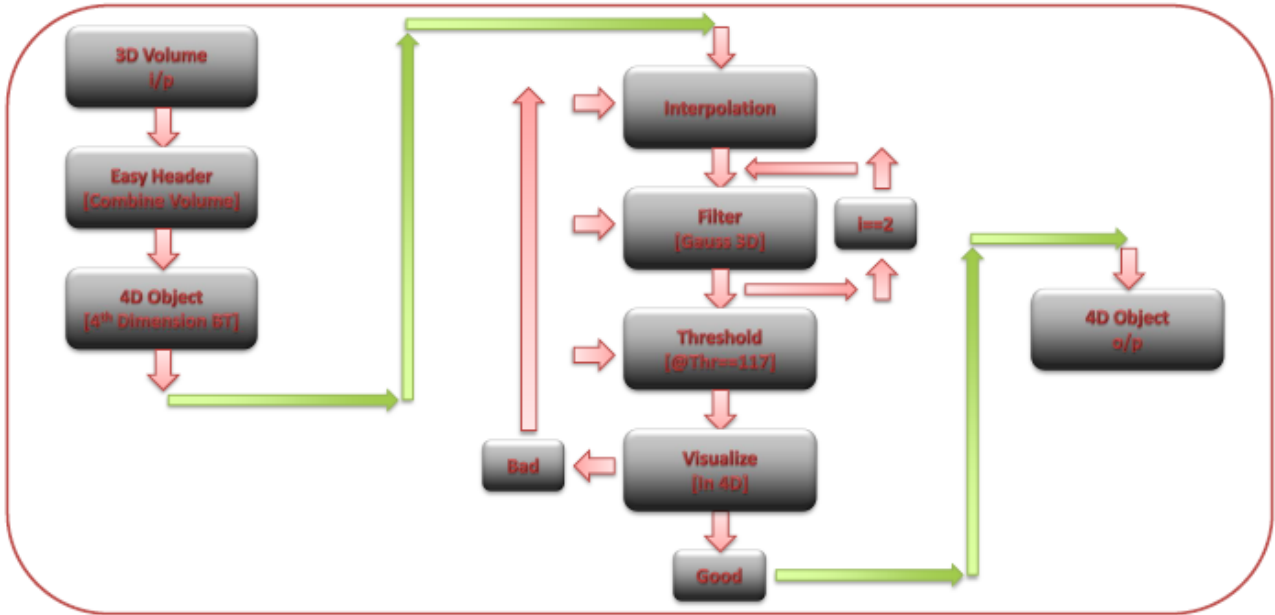 3D Volume
i/p
Easy Header
[Combine Volume]
4D Object
[4th Dimension BT]
Interpolation
Filter
[Gauss 3D]
i==2
Threshold
[@Thr==117]
Visualize
[In 4D]
Bad
Good
4D Object
o/p